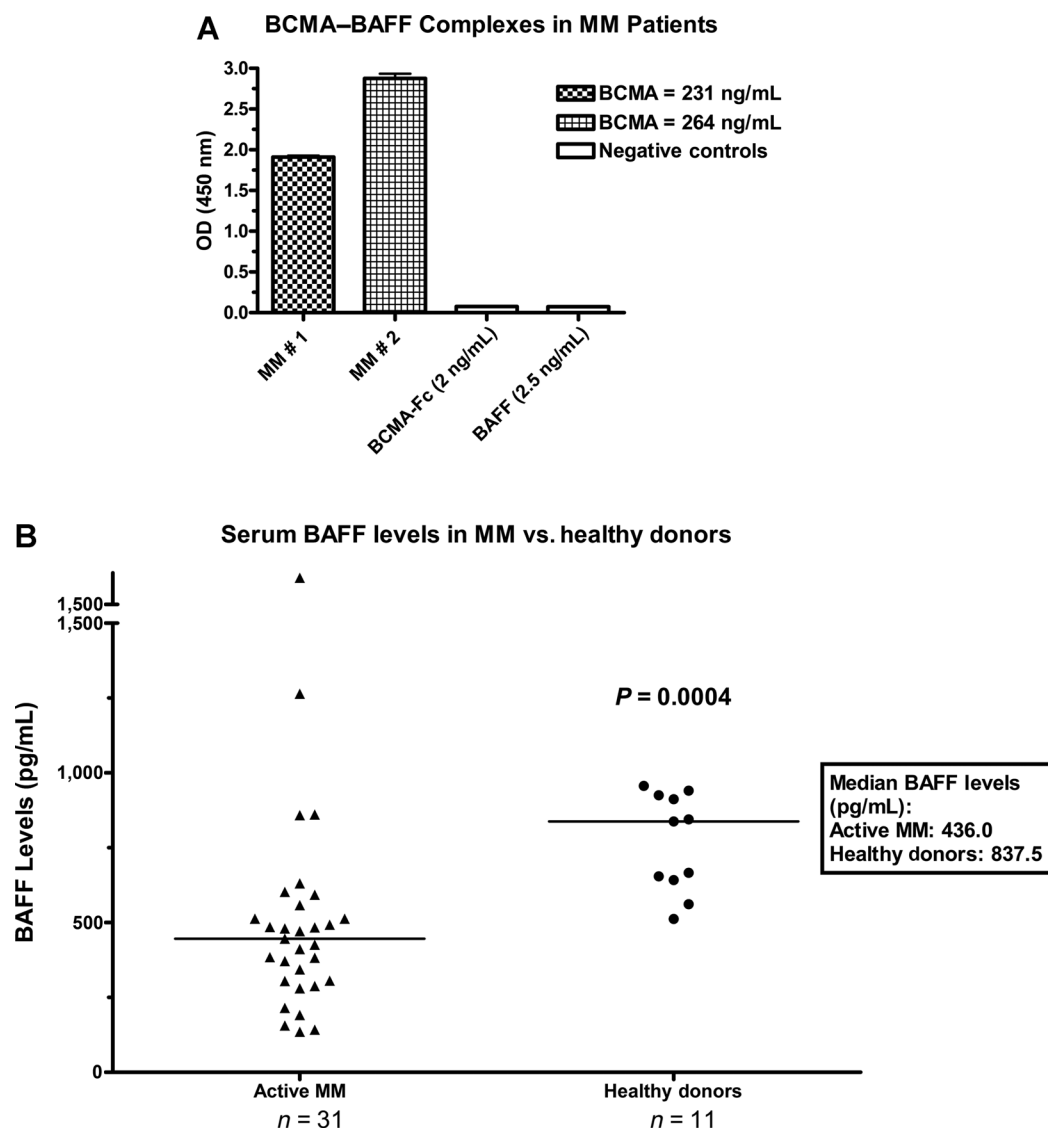 A
BCMA–BAFF Complexes in MM Patients
3.0
2.5
2.0
1.5
1.0
0.5
0.0
OD (450 nm)
BCMA = 231 ng/mL
BCMA = 264 ng/mL
Negative controls
MM # 1
MM # 2
BCMA-Fc (2 ng/mL)
BAFF (2.5 ng/mL)
B
Serum BAFF levels in MM vs. healthy donors
1,500
1,500
1,000
500
0
BAFF Levels (pg/mL)
P = 0.0004
Median BAFF levels
(pg/mL):
Active MM: 436.0
Healthy donors: 837.5
Active MM
n = 31
Healthy donors
n = 11